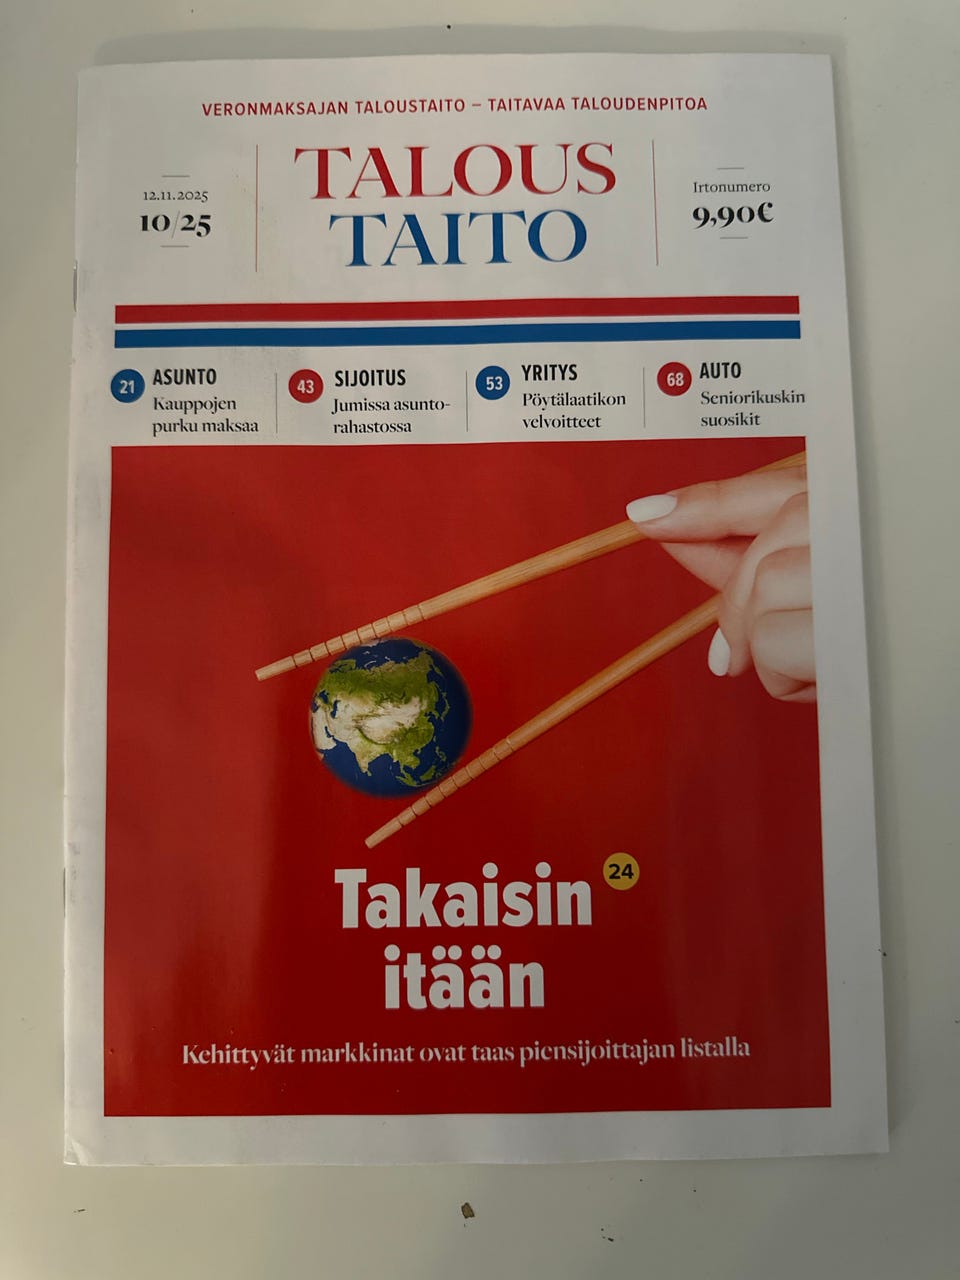 VERONMAKSAJAN TALOUSTAITO – TAITAVAA TALOUDENPITOA
12.11.2025
10/25
TALOUS
TAITO
Irtonumero
9,90€
21 ASUNTO
Kauppojen
purku maksaa
43 SIJOITUS
Jumissa asunto-
rahastossa
53 YRITYS
Pöytälaatikon
velvoitteet
68 AUTO
Seniorikuskin
suosikit
Takaisin 24
itään
Kehittyvät markkinat ovat taas piensijoittajan listalla